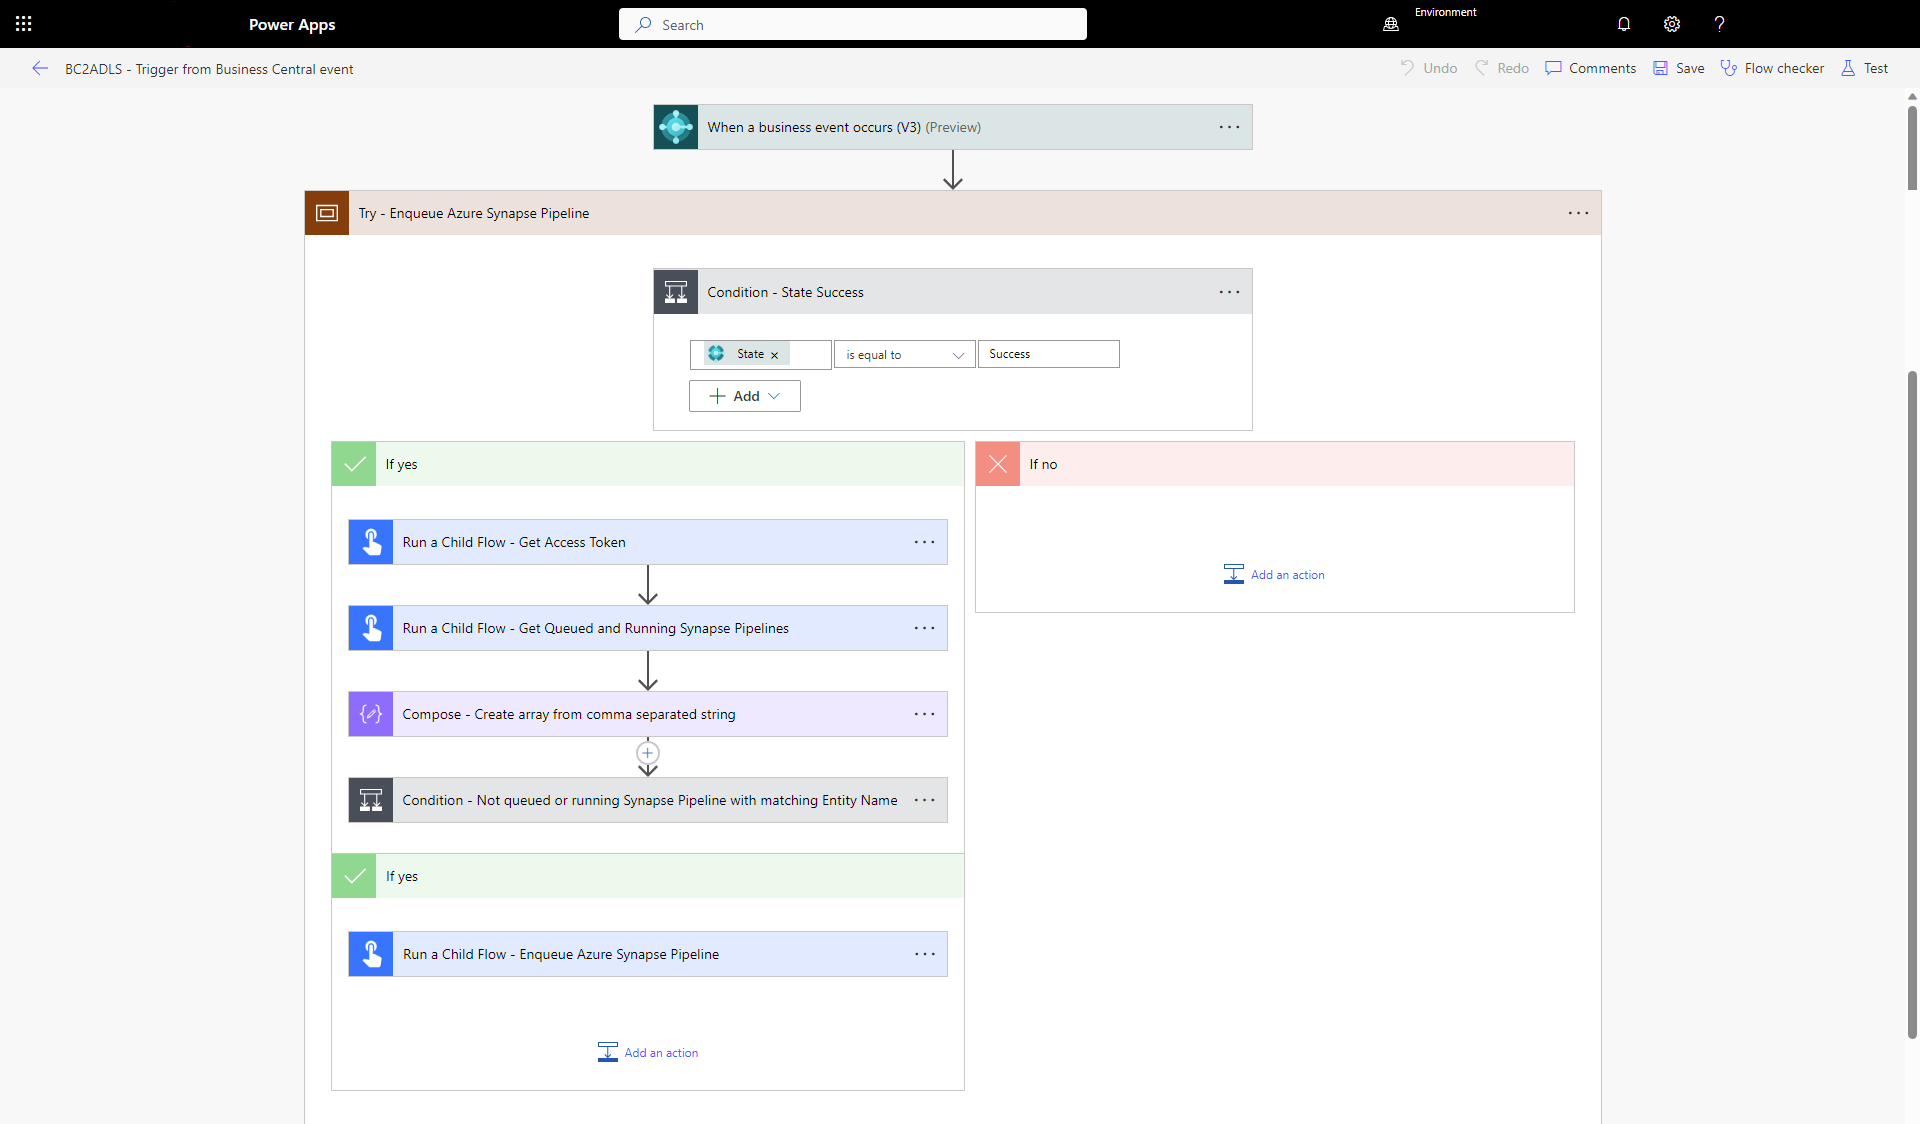 Power Apps
Search
Environment
BC2ADLS - Trigger from Business Central event
Undo
Redo
Comments
Save
Flow checker
Test
When a business event occurs (V3) (Preview)
Try - Enqueue Azure Synapse Pipeline
Condition - State Success
State
is equal to
Success
Add
If yes
If no
Run a Child Flow - Get Access Token
Add an action
Run a Child Flow - Get Queued and Running Synapse Pipelines
Compose - Create array from comma separated string
Condition - Not queued or running Synapse Pipeline with matching Entity Name
If yes
Run a Child Flow - Enqueue Azure Synapse Pipeline
Add an action